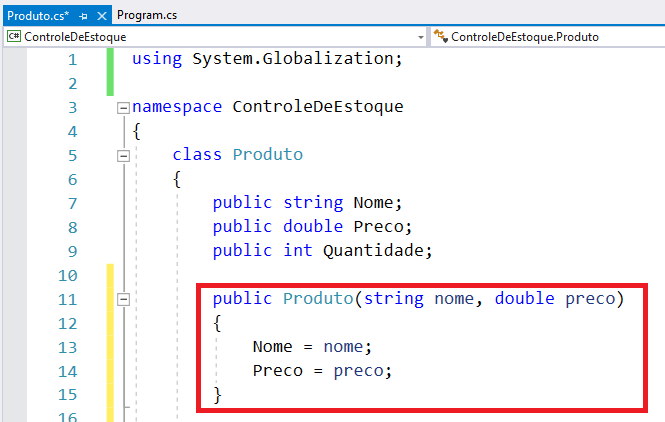 Produto.cs* Program.cs
C# ControleDeEstoque ControleDeEstoque.Produto
1 using System.Globalization;
2
3 namespace ControleDeEstoque
4 {
5 class Produto
6 {
7 public string Nome;
8 public double Preco;
9 public int Quantidade;
10
11 public Produto(string nome, double preco)
12 {
13 Nome = nome;
14 Preco = preco;
15 }
16